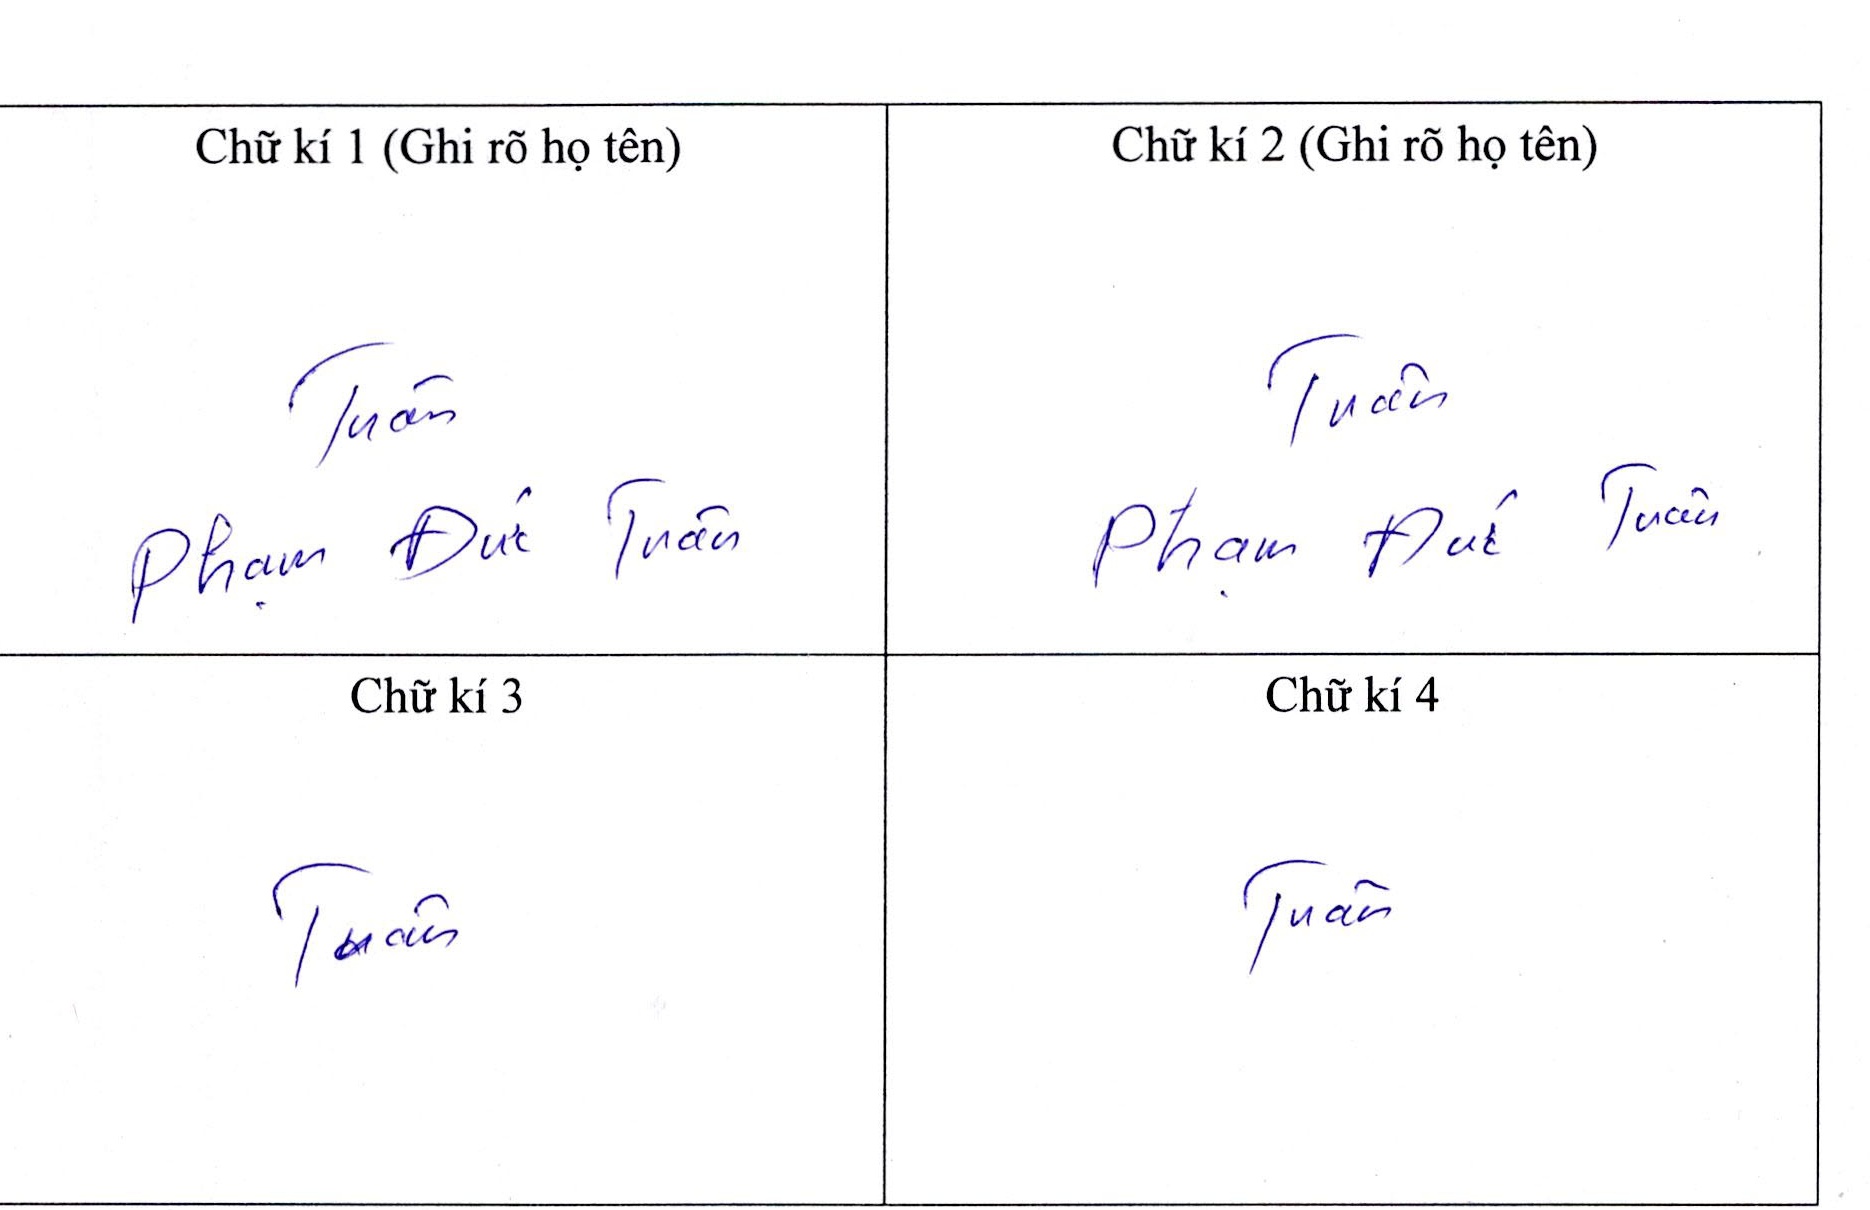 Chữ kí 1 (Ghi rõ họ tên)
Tuấn
Phạm Đức Tuấn
Chữ kí 2 (Ghi rõ họ tên)
Tuấn
Phạm Đức Tuấn
Chữ kí 3
Tuấn
Chữ kí 4
Tuấn